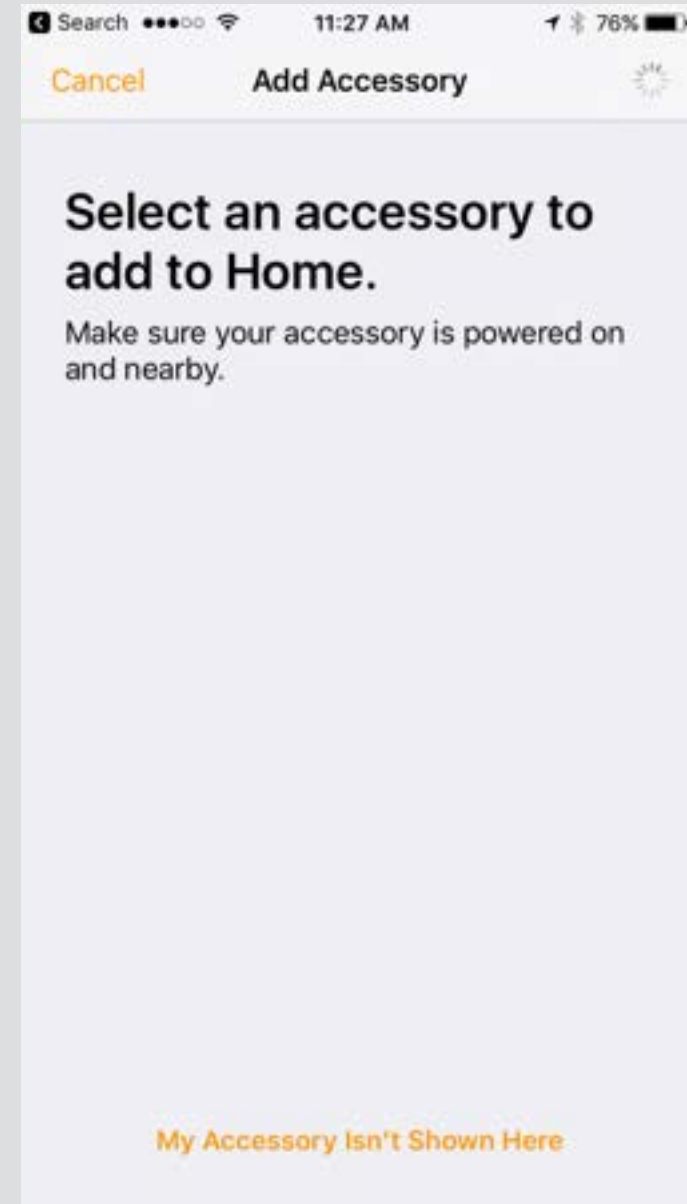 Search 11:27 AM 76%
Cancel Add Accessory
Select an accessory to
add to Home.
Make sure your accessory is powered on
and nearby.
My Accessory Isn't Shown Here